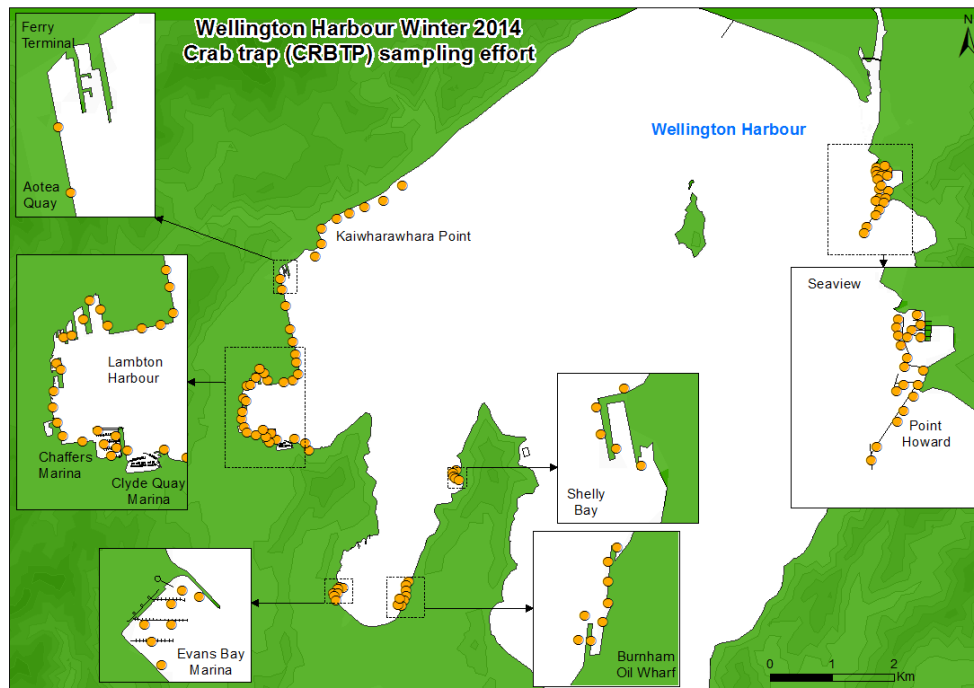 Wellington Harbour Winter 2014
Crab trap (CRBTP) sampling effort
Ferry
Terminal
Aotea
Quay
N
Wellington Harbour
Kaiwharawhara Point
Seaview
Point
Howard
Lambton
Harbour
Chaffers
Marina
Clyde Quay
Marina
Shelly
Bay
Evans Bay
Marina
Burnham
Oil Wharf
0 1 2
Km